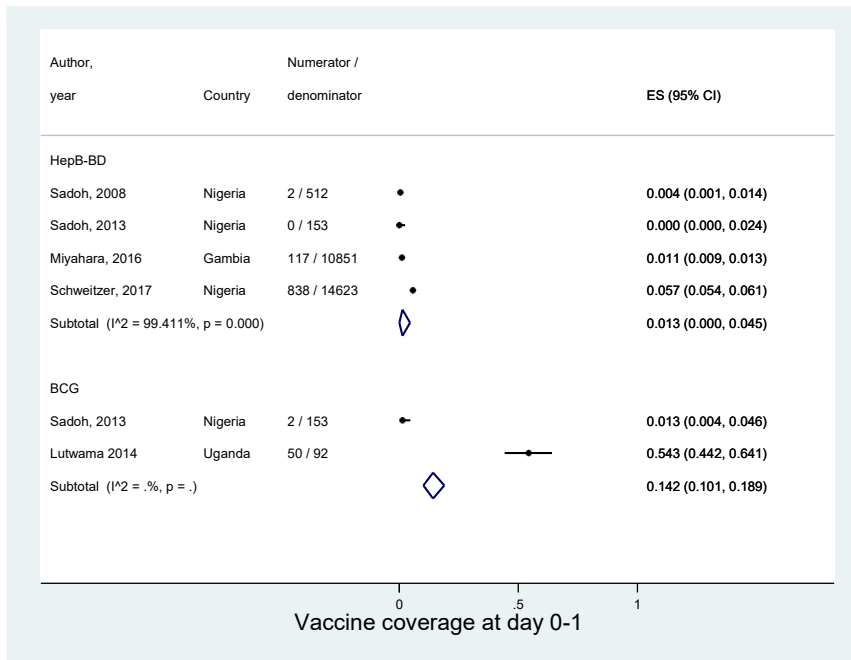 Author, Numerator /
year Country denominator ES (95% CI)
HepB-BD
Sadoh, 2008 Nigeria 2 / 512 0.004 (0.001, 0.014)
Sadoh, 2013 Nigeria 0 / 153 0.000 (0.000, 0.024)
Miyahara, 2016 Gambia 117 / 10851 0.011 (0.009, 0.013)
Schweitzer, 2017 Nigeria 838 / 14623 0.057 (0.054, 0.061)
Subtotal (I^2 = 99.411%, p = 0.000) 0.013 (0.000, 0.045)
BCG
Sadoh, 2013 Nigeria 2 / 153 0.013 (0.004, 0.046)
Lutwama 2014 Uganda 50 / 92 0.543 (0.442, 0.641)
Subtotal (I^2 = .%, p = .) 0.142 (0.101, 0.189)
0 .5 1
Vaccine coverage at day 0-1